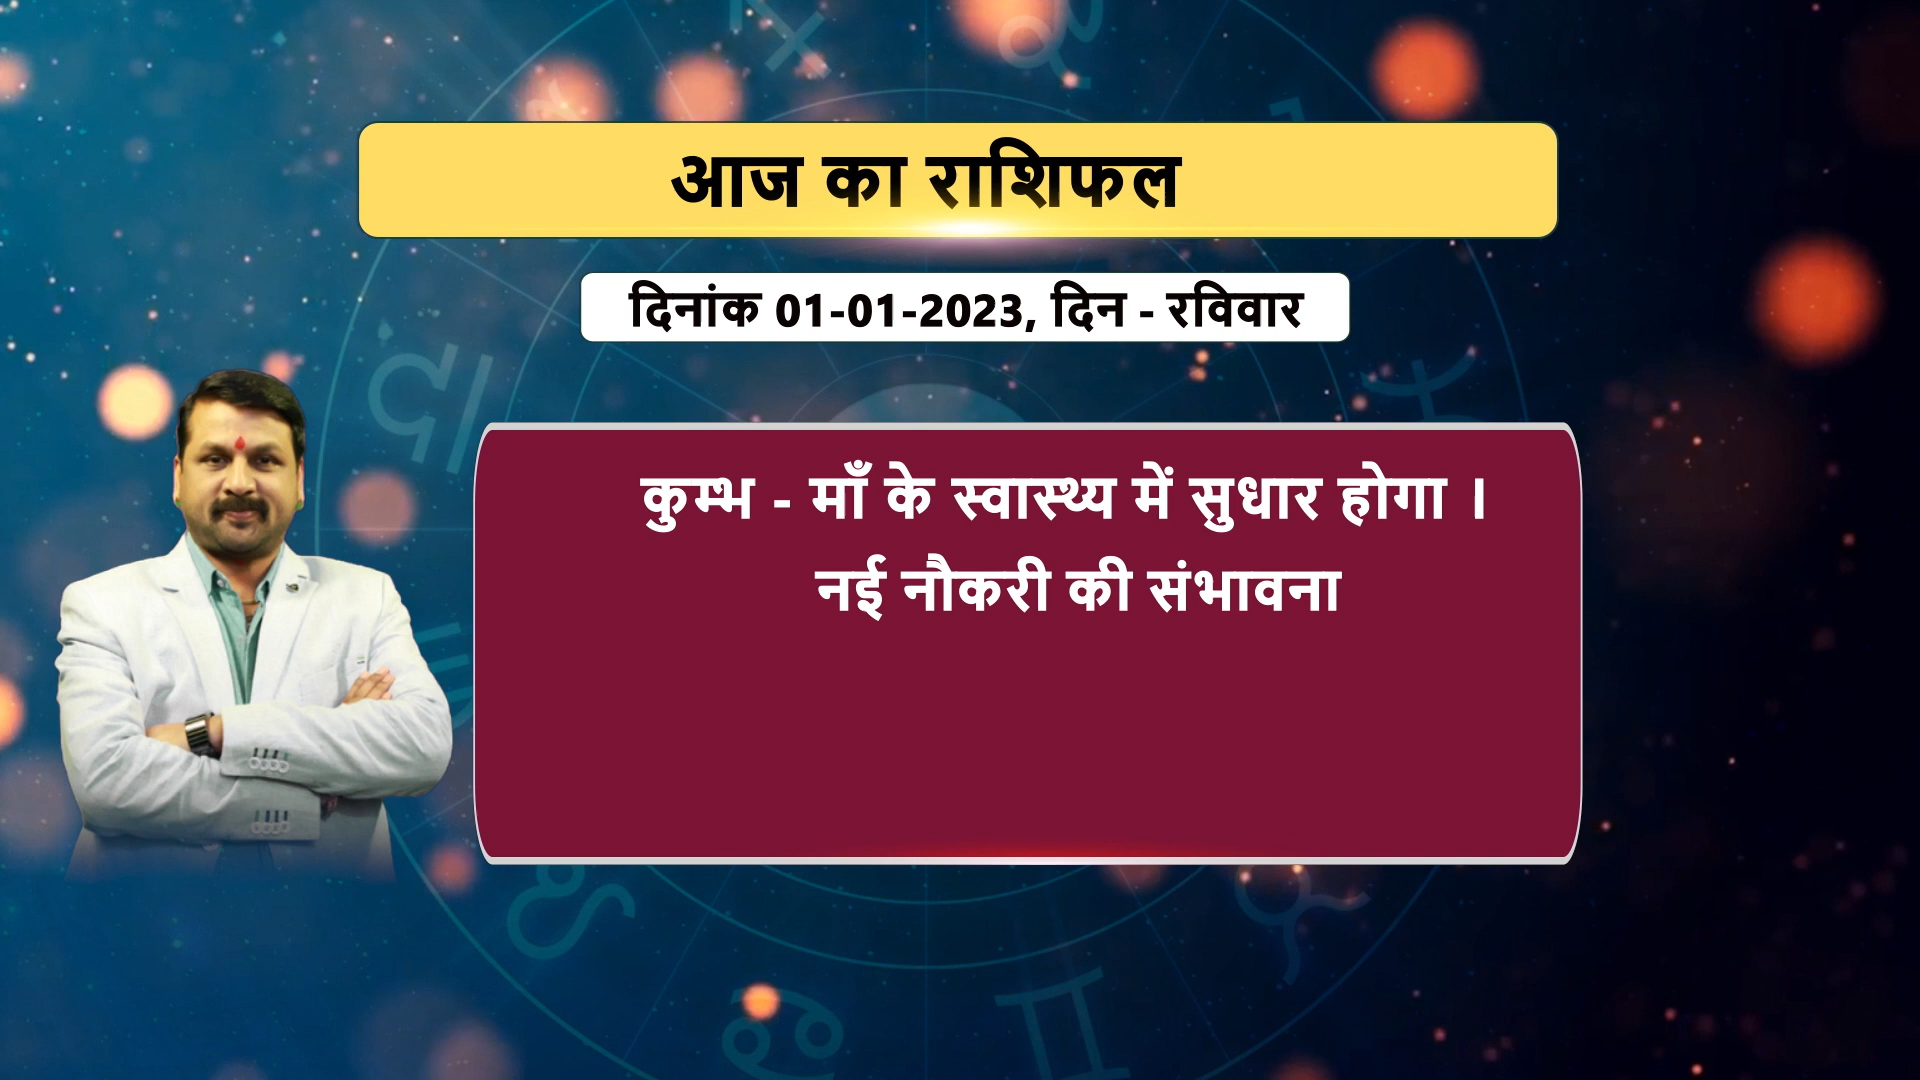 आज का राशिफल
दिनांक 01-01-2023, दिन - रविवार
कुम्भ - माँ के स्वास्थ्य में सुधार होगा ।
नई नौकरी की संभावना